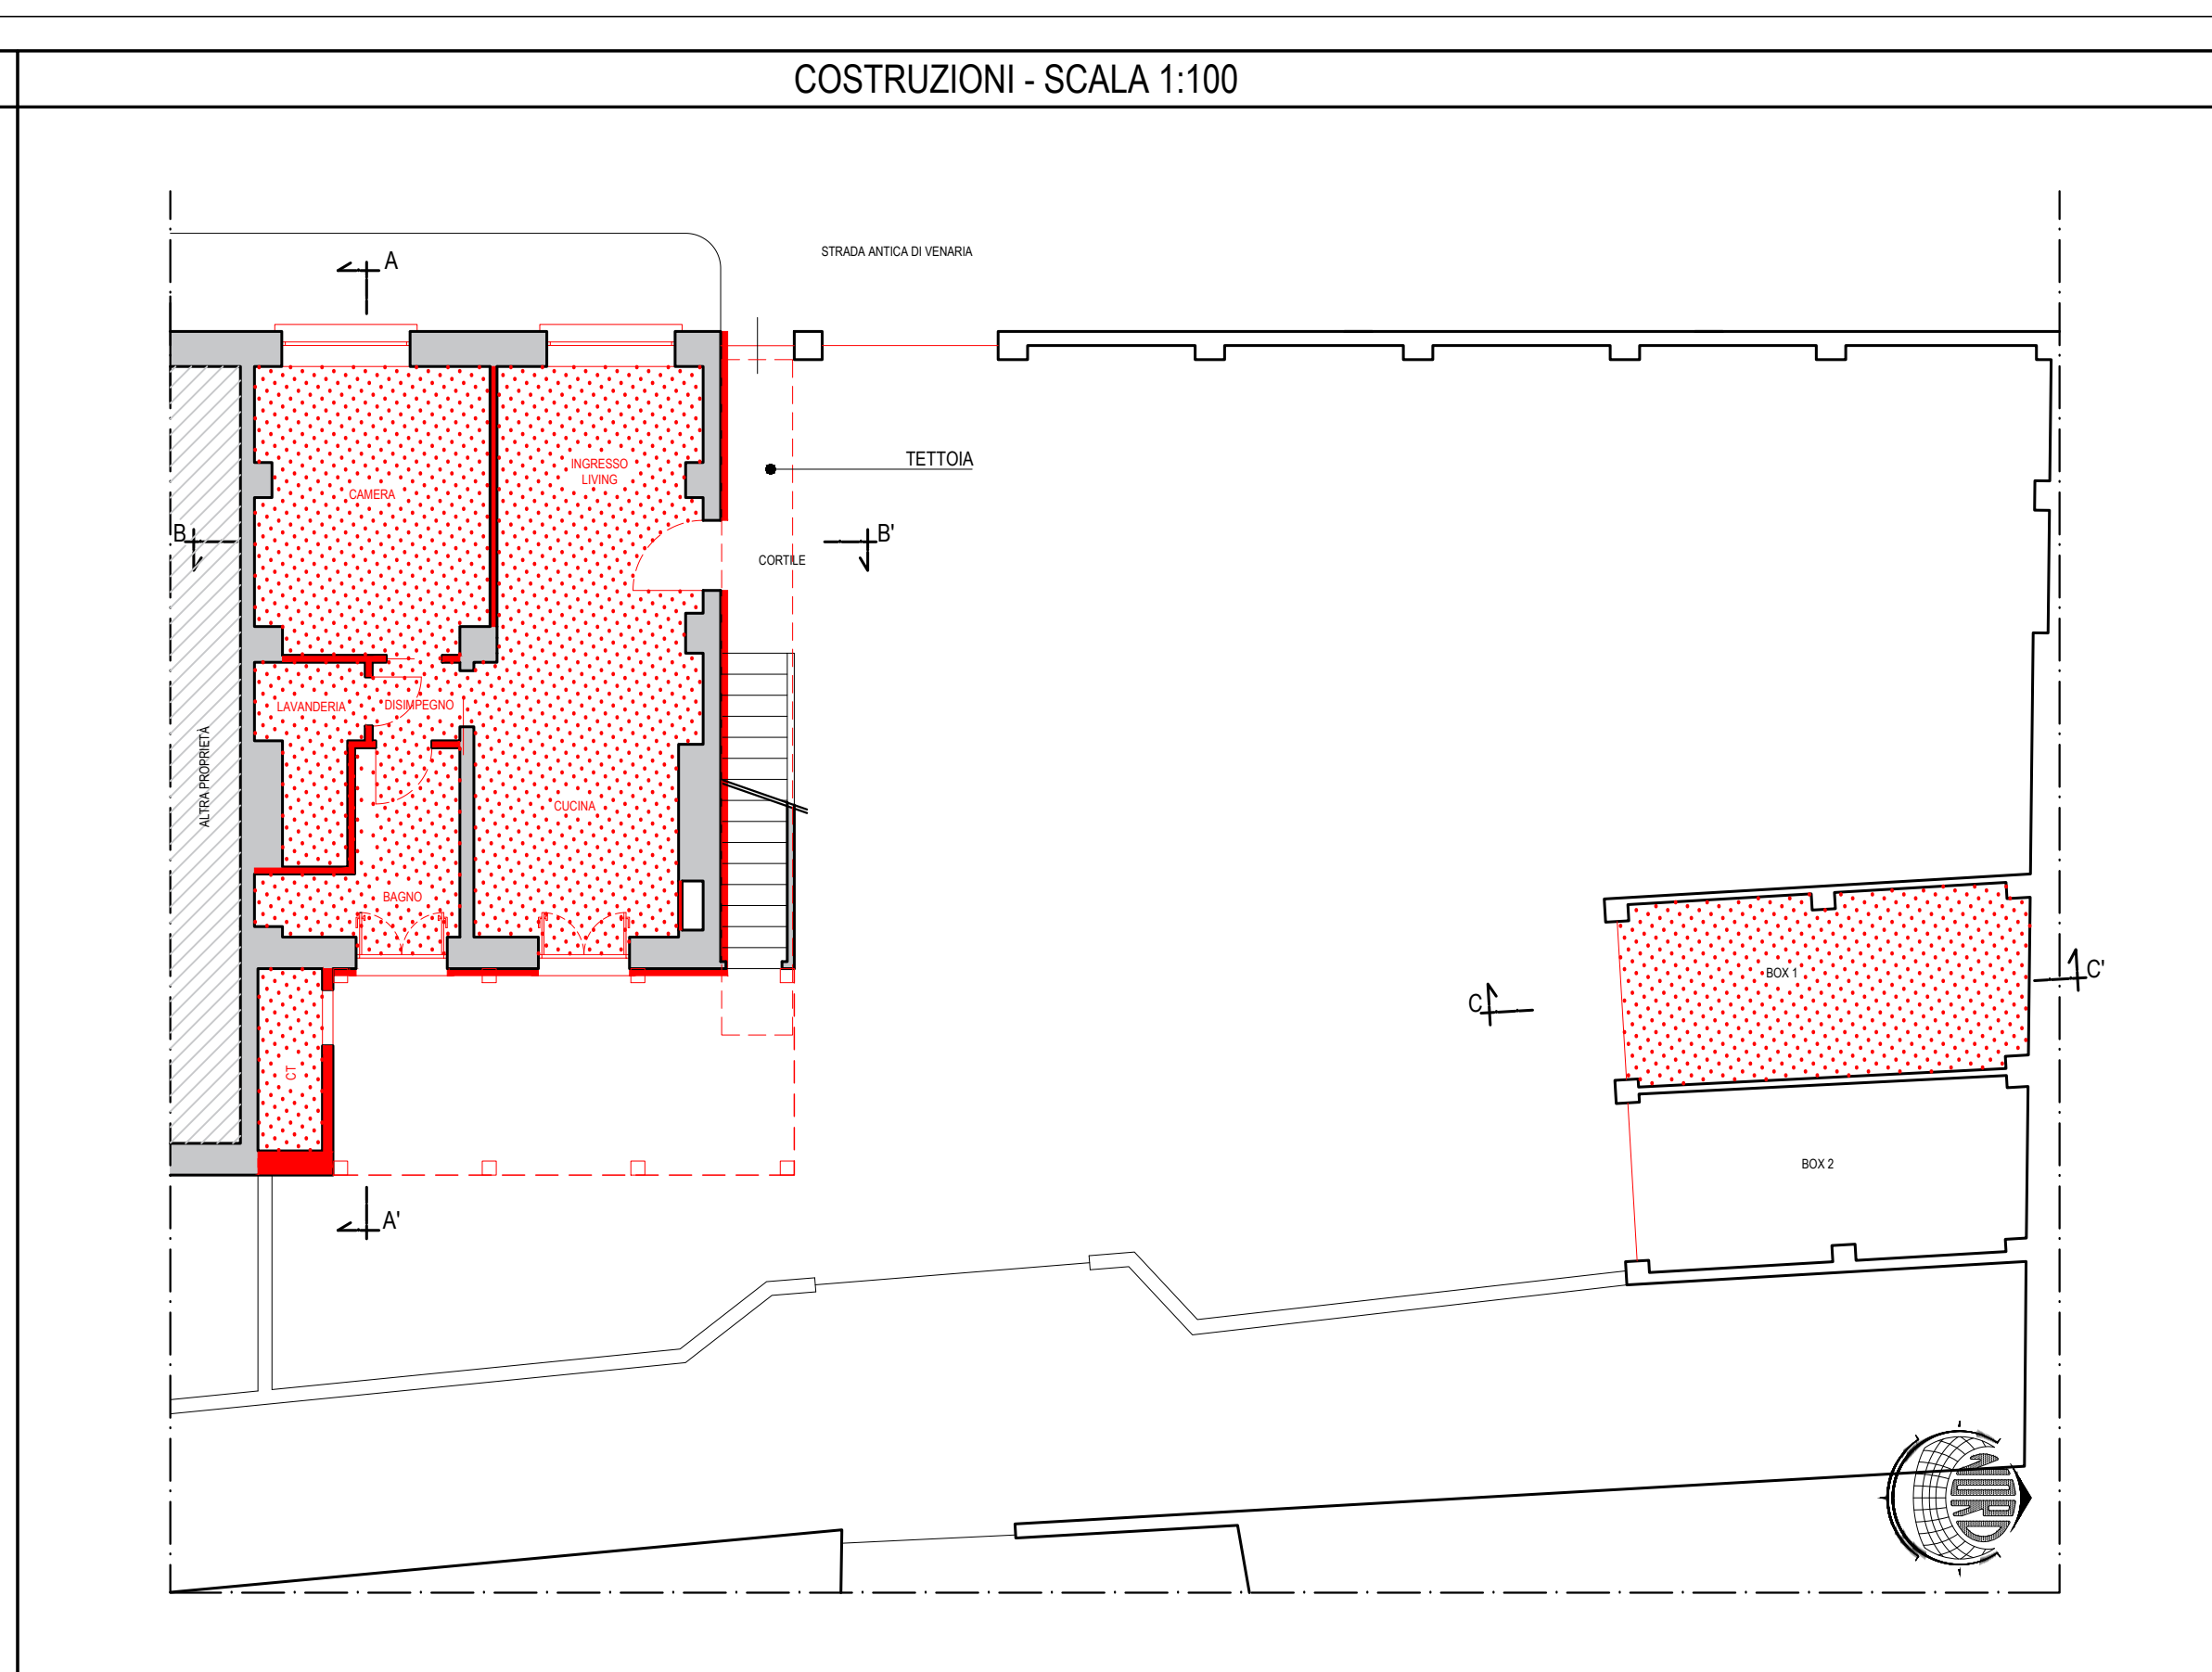 COSTRUZIONI - SCALA 1:100
STRADA ANTICA DI VENARIA
A
TETTOIA
INGRESSO
LIVING
CAMERA
B
B'
CORTILE
LAVANDERIA
DISIMPEGNO
ALTRA PROPRIETÀ
CUCINA
BAGNO
BOX 1
C'
C
CT
BOX 2
A'
NORD